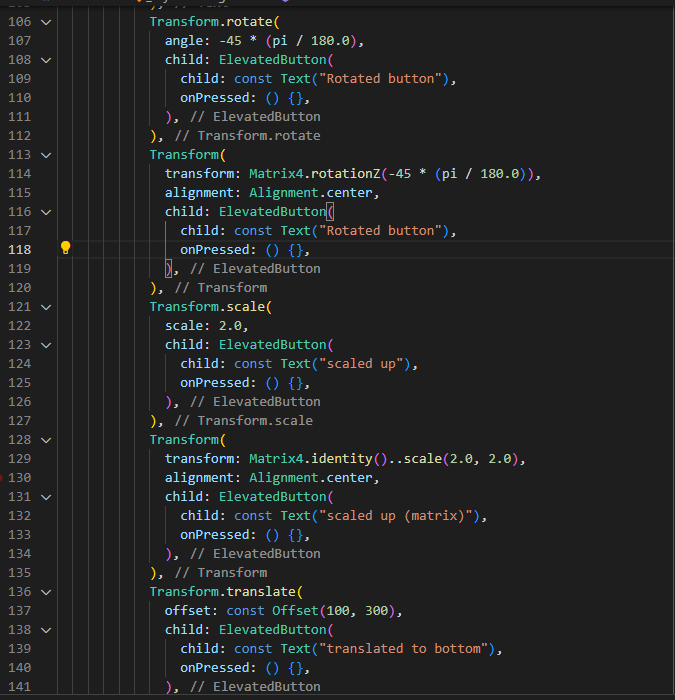 106 Transform.rotate(
107 angle: -45 * (pi / 180.0),
108 child: ElevatedButton(
109 child: const Text("Rotated button"),
110 onPressed: () {},
111 ), // ElevatedButton
112 ), // Transform.rotate
113 Transform(
114 transform: Matrix4.rotationZ(-45 * (pi / 180.0)),
115 alignment: Alignment.center,
116 child: ElevatedButton(
117 child: const Text("Rotated button"),
118 onPressed: () {},
119 ), // ElevatedButton
120 ), // Transform
121 Transform.scale(
122 scale: 2.0,
123 child: ElevatedButton(
124 child: const Text("scaled up"),
125 onPressed: () {},
126 ), // ElevatedButton
127 ), // Transform.scale
128 Transform(
129 transform: Matrix4.identity()..scale(2.0, 2.0),
130 alignment: Alignment.center,
131 child: ElevatedButton(
132 child: const Text("scaled up (matrix)"),
133 onPressed: () {},
134 ), // ElevatedButton
135 ), // Transform
136 Transform.translate(
137 offset: const Offset(100, 300),
138 child: ElevatedButton(
139 child: const Text("translated to bottom"),
140 onPressed: () {},
141 ), // ElevatedButton